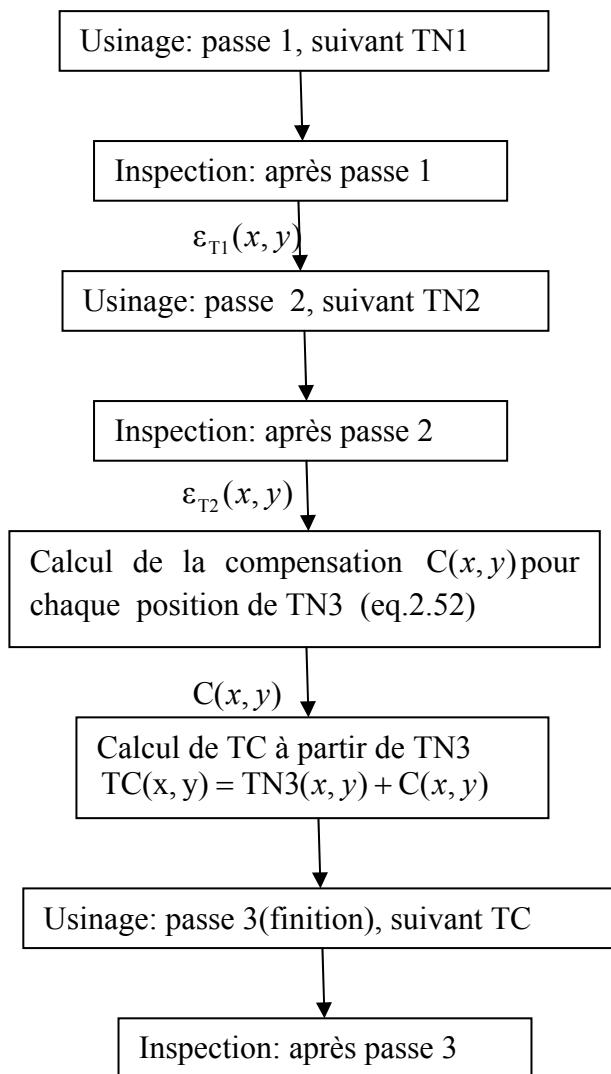 Usinage: passe 1, suivant TN1
Inspection: après passe 1
ε_T1(x, y)
Usinage: passe 2, suivant TN2
Inspection: après passe 2
ε_T2(x, y)
Calcul de la compensation C(x, y) pour
chaque position de TN3 (eq.2.52)
C(x, y)
Calcul de TC à partir de TN3
TC(x, y) = TN3(x, y) + C(x, y)
Usinage: passe 3(finition), suivant TC
Inspection: après passe 3